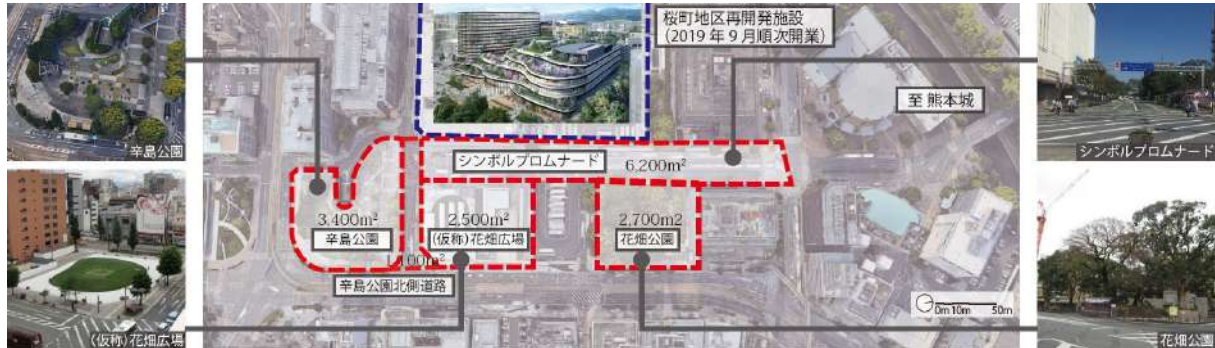 辛島公園
(仮称)花畑広場
桜町地区再開発施設
(2019年9月順次開業)
至 熊本城
シンボルプロムナード
6,200m²
3,400m²
辛島公園
2,500m²
(仮称)花畑広場
2,700m2
花畑公園
1,100m²
辛島公園北側道路
0m 10m 50m
シンボルプロムナード
花畑公園